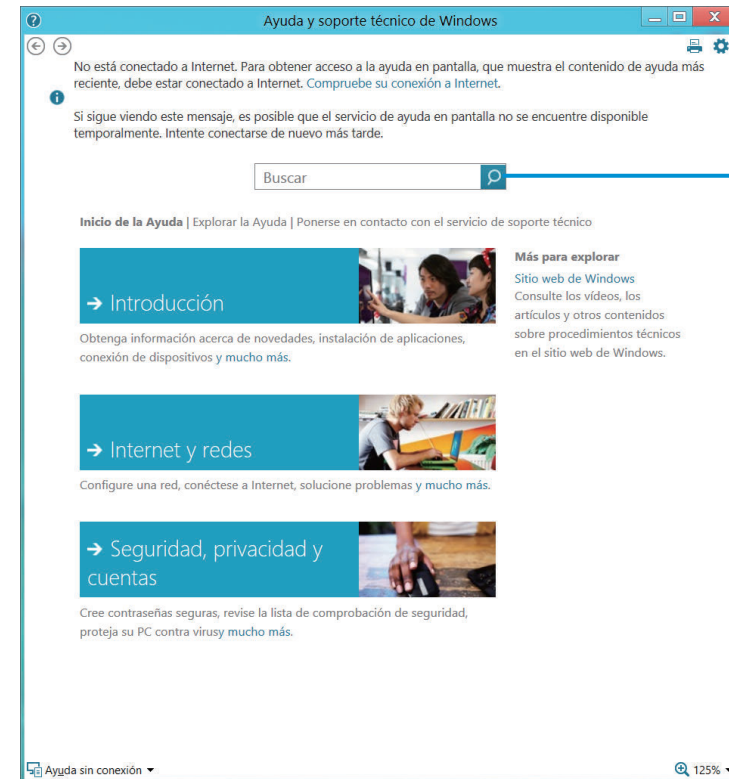 Ayuda y soporte técnico de Windows
No está conectado a Internet. Para obtener acceso a la ayuda en pantalla, que muestra el contenido de ayuda más
reciente, debe estar conectado a Internet. Compruebe su conexión a Internet.
Si sigue viendo este mensaje, es posible que el servicio de ayuda en pantalla no se encuentre disponible
temporalmente. Intente conectarse de nuevo más tarde.
Buscar
Inicio de la Ayuda | Explorar la Ayuda | Ponerse en contacto con el servicio de soporte técnico
→ Introducción
Obtenga información acerca de novedades, instalación de aplicaciones,
conexión de dispositivos y mucho más.
Más para explorar
Sitio web de Windows
Consulte los vídeos, los
artículos y otros contenidos
sobre procedimientos técnicos
en el sitio web de Windows.
→ Internet y redes
Configure una red, conéctese a Internet, solucione problemas y mucho más.
→ Seguridad, privacidad y
cuentas
Cree contraseñas seguras, revise la lista de comprobación de seguridad,
proteja su PC contra virusy mucho más.
Ayuda sin conexión
125%